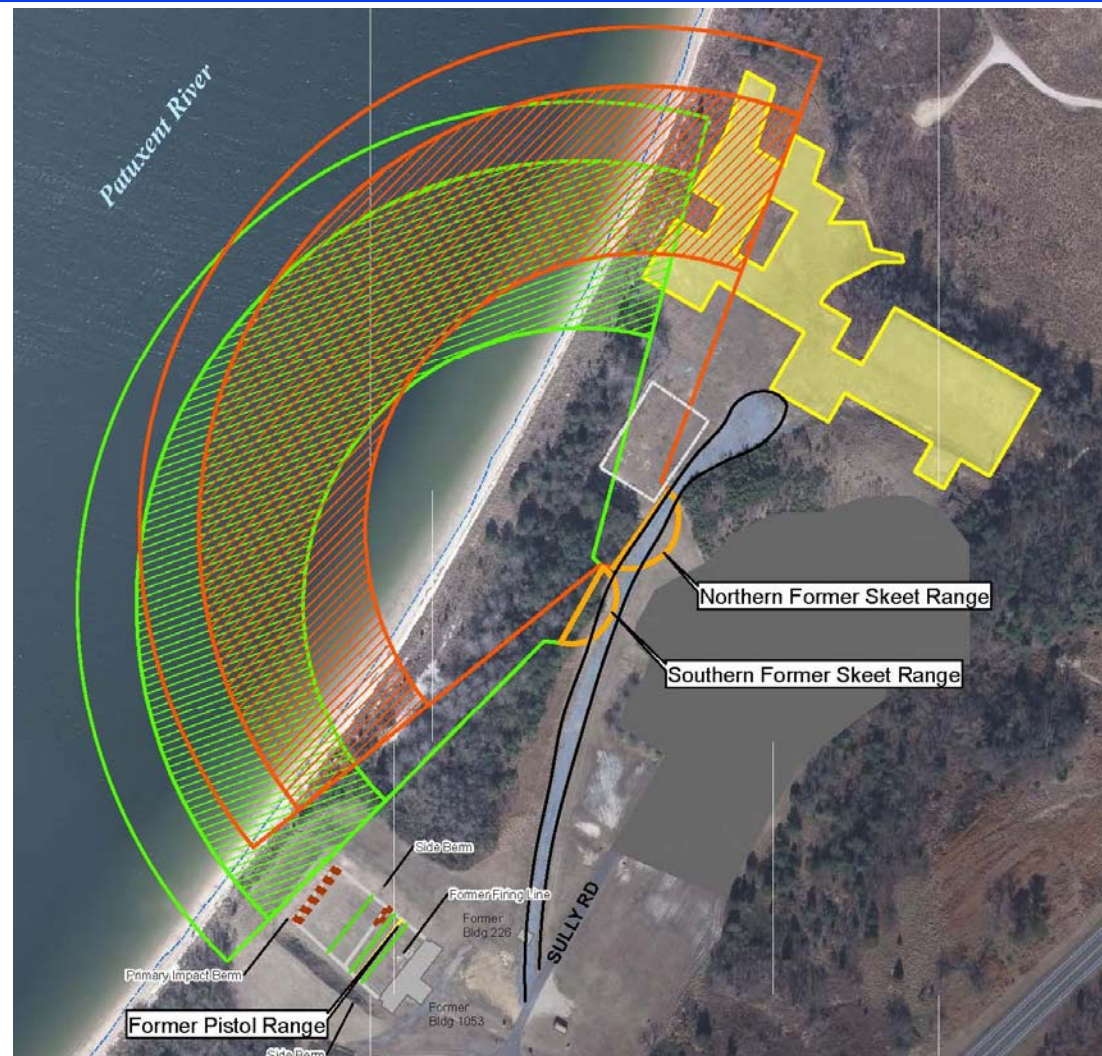 Patuxent River
Northern Former Skeet Range
Southern Former Skeet Range
Side Berm
Former Firing Line
Former
Bldg 226
SULLY RD
Primary Impact Berm
Former Pistol Range
Former
Bldg 1053
Side Berm